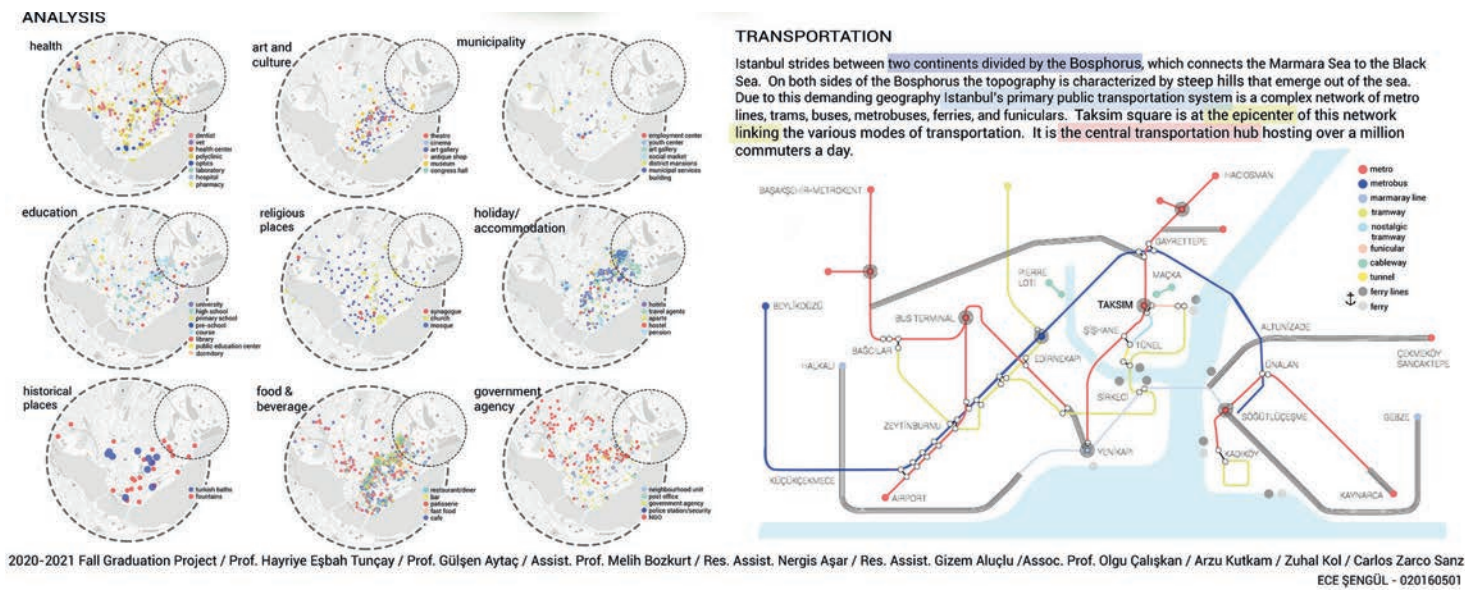 ANALYSIS
health
dentist
vet
health center
polyclinic
optics
laboratory
hospital
pharmacy
art and
culture
theatre
cinema
art gallery
antique shop
museum
congress hall
municipality
employment center
youth center
art gallery
social market
district mansions
municipal services
building
education
university
high school
primary school
pre-school
course
library
public education center
dormitory
religious
places
synagogue
church
mosque
holiday/
accommodation
hotels
travel agents
aparts
hostel
pension
historical
places
turkish baths
fountains
food &
beverage
restaurant/diner
bar
patisserie
fast food
cafe
government
agency
neighbourhood unit
post office
government agency
police station/security
NGO
TRANSPORTATION
Istanbul strides between two continents divided by the Bosphorus, which connects the Marmara Sea to the Black
Sea. On both sides of the Bosphorus the topography is characterized by steep hills that emerge out of the sea.
Due to this demanding geography Istanbul's primary public transportation system is a complex network of metro
lines, trams, buses, metrobuses, ferries, and funiculars. Taksim square is at the epicenter of this network
linking the various modes of transportation. It is the central transportation hub hosting over a million
commuters a day.
BAŞAKŞEHİR-METROKENT
HACIOSMAN
GAYRETTEPE
PIERRE
LOTİ
MAÇKA
BEYLİKDÜZÜ
BUS TERMINAL
TAKSIM
ŞİŞHANE
TÜNEL
ALTUNİZADE
BAĞCILAR
EDİRNEKAPI
HALKALI
ÇEKMEKÖY
SANCAKTEPE
ÜNALAN
SİRKECİ
ZEYTİNBURNU
SÖĞÜTLÜÇEŞME
GEBZE
YENİKAPI
KADIKÖY
KÜÇÜKÇEKMECE
AIRPORT
KAYNARCA
metro
metrobus
marmaray line
tramway
nostalgic
tramway
funicular
cableway
tunnel
ferry lines
ferry
2020-2021 Fall Graduation Project / Prof. Hayriye Eşbah Tunçay / Prof. Gülşen Aytaç / Assist. Prof. Melih Bozkurt / Res. Assist. Nergis Aşar / Res. Assist. Gizem Aluçlu /Assoc. Prof. Olgu Çalışkan / Arzu Kutkam / Zuhal Kol / Carlos Zarco Sanz
ECE ŞENGÜL - 020160501